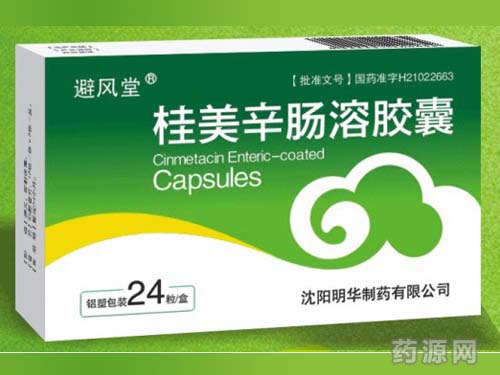 避风堂®
【批准文号】国药准字H21022663
桂美辛肠溶胶囊
Cinmetacin Enteric-coated
Capsules
铝塑包装24粒/盒
沈阳明华制药有限公司
药源网